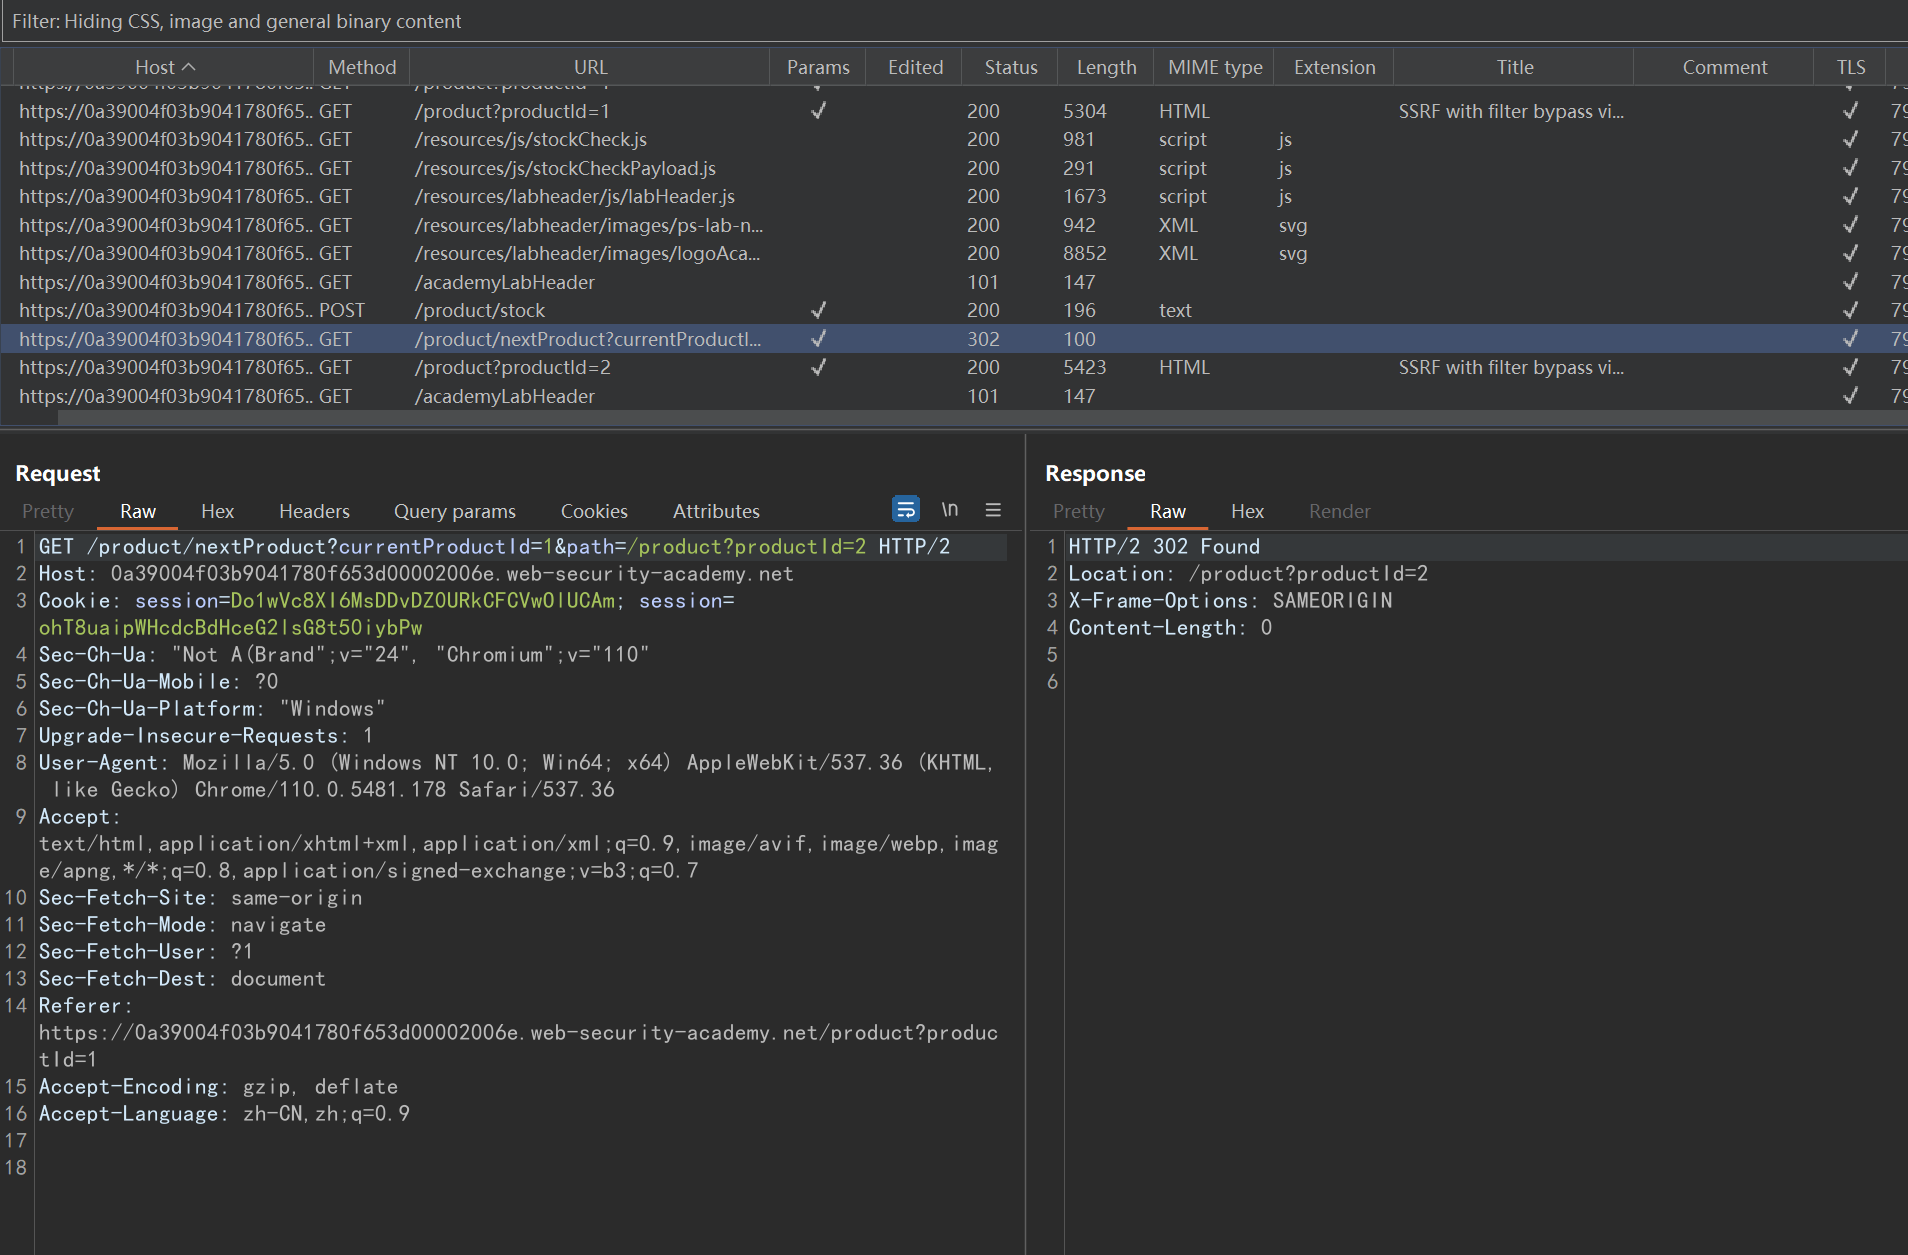 Filter: Hiding CSS, image and general binary content
Host Method URL Params Edited Status Length MIME type Extension Title Comment TLS
https://0a39004f03b9041780f65... GET /product?productId=1 ✓ 200 5304 HTML SSRF with filter bypass vi... ✓ 79
https://0a39004f03b9041780f65... GET /resources/js/stockCheck.js 200 981 script js ✓ 79
https://0a39004f03b9041780f65... GET /resources/js/stockCheckPayload.js 200 291 script js ✓ 79
https://0a39004f03b9041780f65... GET /resources/labheader/js/labHeader.js 200 1673 script js ✓ 79
https://0a39004f03b9041780f65... GET /resources/labheader/images/ps-lab-n... 200 942 XML svg ✓ 79
https://0a39004f03b9041780f65... GET /resources/labheader/images/logoAca... 200 8852 XML svg ✓ 79
https://0a39004f03b9041780f65... GET /academyLabHeader 101 147 ✓ 79
https://0a39004f03b9041780f65... POST /product/stock ✓ 200 196 text ✓ 79
https://0a39004f03b9041780f65... GET /product/nextProduct?currentProductI... ✓ 302 100 ✓ 79
https://0a39004f03b9041780f65... GET /product?productId=2 ✓ 200 5423 HTML SSRF with filter bypass vi... ✓ 79
https://0a39004f03b9041780f65... GET /academyLabHeader 101 147 ✓ 79
Request
Pretty Raw Hex Headers Query params Cookies Attributes \n
1 GET /product/nextProduct?currentProductId=1&path=/product?productId=2 HTTP/2
2 Host: 0a39004f03b9041780f653d00002006e.web-security-academy.net
3 Cookie: session=Do1wVc8XI6MsDDvDZOURkCFCVwOlUCAm; session=
ohT8uaipWHcdcBdHceG2IsG8t50iybPw
4 Sec-Ch-Ua: "Not A(Brand";v="24", "Chromium";v="110"
5 Sec-Ch-Ua-Mobile: ?0
6 Sec-Ch-Ua-Platform: "Windows"
7 Upgrade-Insecure-Requests: 1
8 User-Agent: Mozilla/5.0 (Windows NT 10.0; Win64; x64) AppleWebKit/537.36 (KHTML,
like Gecko) Chrome/110.0.5481.178 Safari/537.36
9 Accept:
text/html,application/xhtml+xml,application/xml;q=0.9,image/avif,image/webp,imag
e/apng,*/*;q=0.8,application/signed-exchange;v=b3;q=0.7
10 Sec-Fetch-Site: same-origin
11 Sec-Fetch-Mode: navigate
12 Sec-Fetch-User: ?1
13 Sec-Fetch-Dest: document
14 Referer:
https://0a39004f03b9041780f653d00002006e.web-security-academy.net/product?produc
tId=1
15 Accept-Encoding: gzip, deflate
16 Accept-Language: zh-CN,zh;q=0.9
17
18
Response
Pretty Raw Hex Render
1 HTTP/2 302 Found
2 Location: /product?productId=2
3 X-Frame-Options: SAMEORIGIN
4 Content-Length: 0
5
6